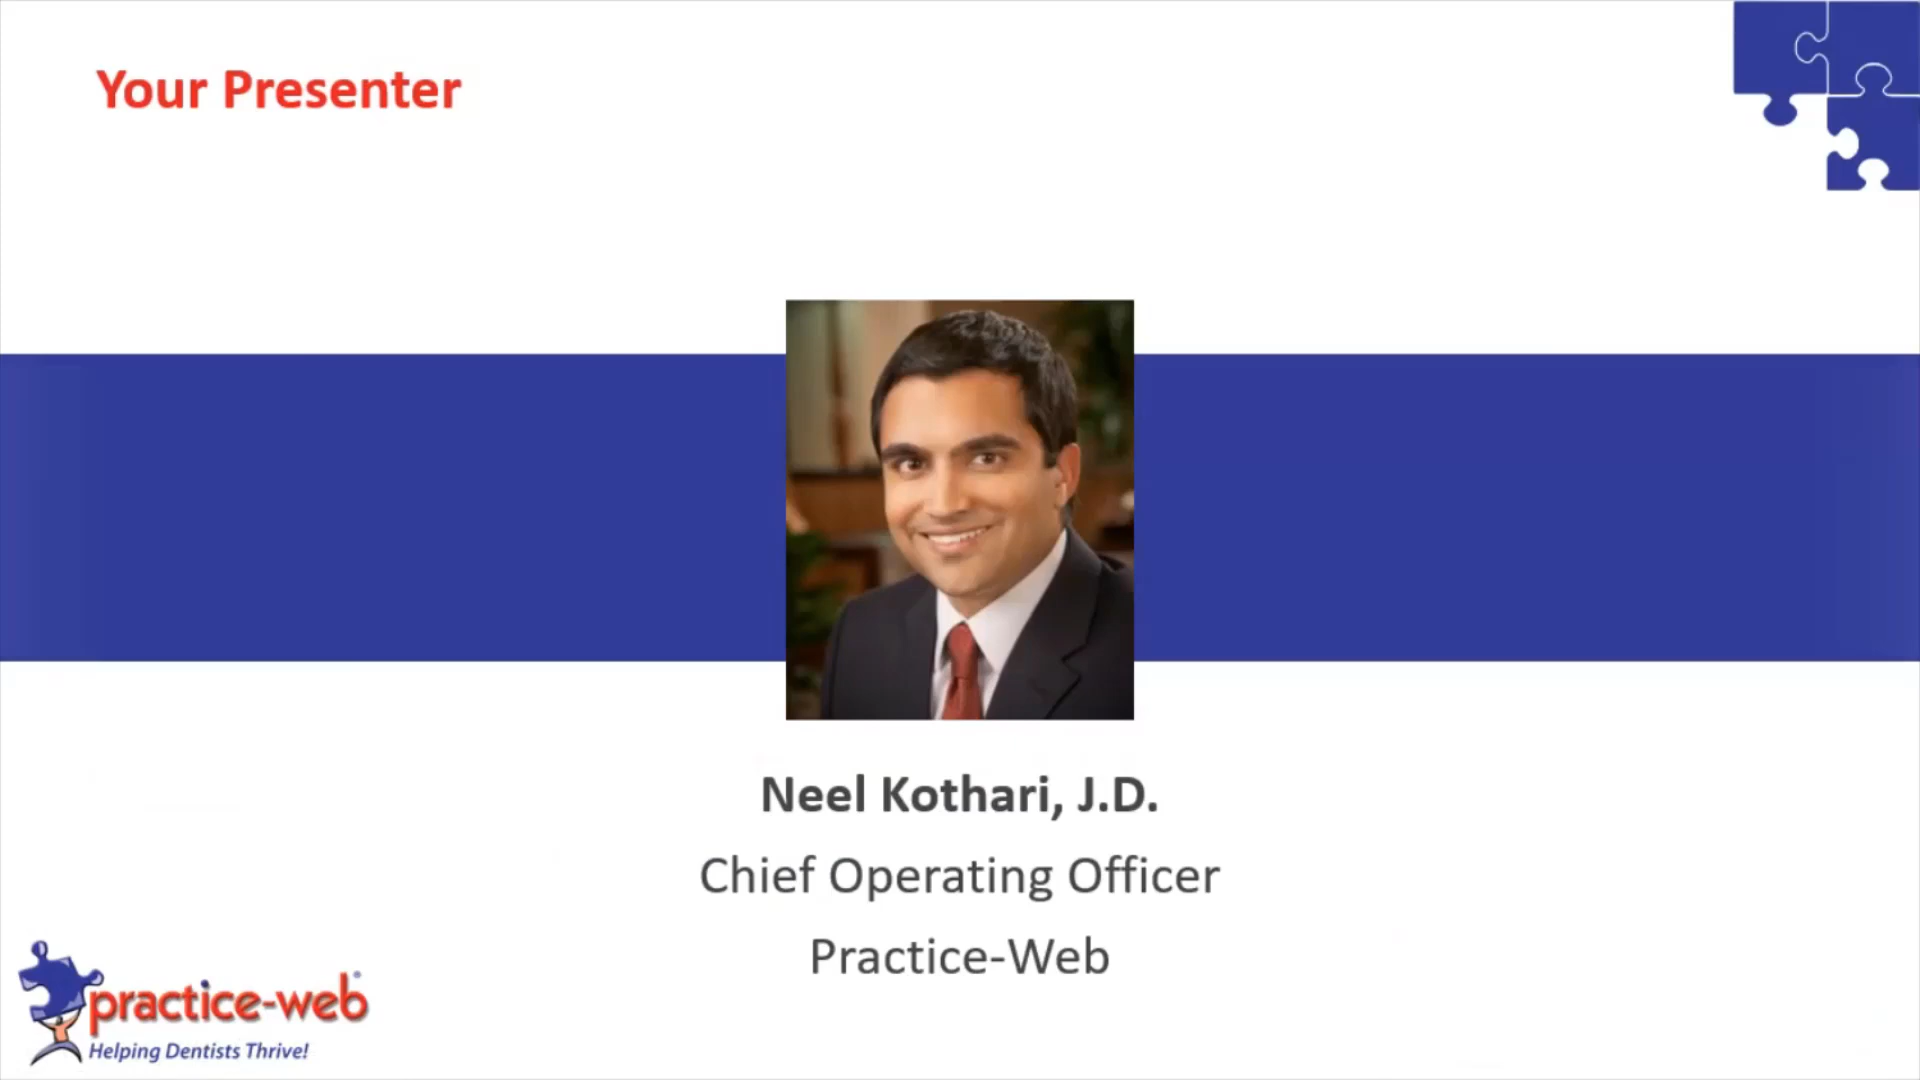 Your Presenter
Neel Kothari, J.D.
Chief Operating Officer
Practice-Web
practice-web®
Helping Dentists Thrive!